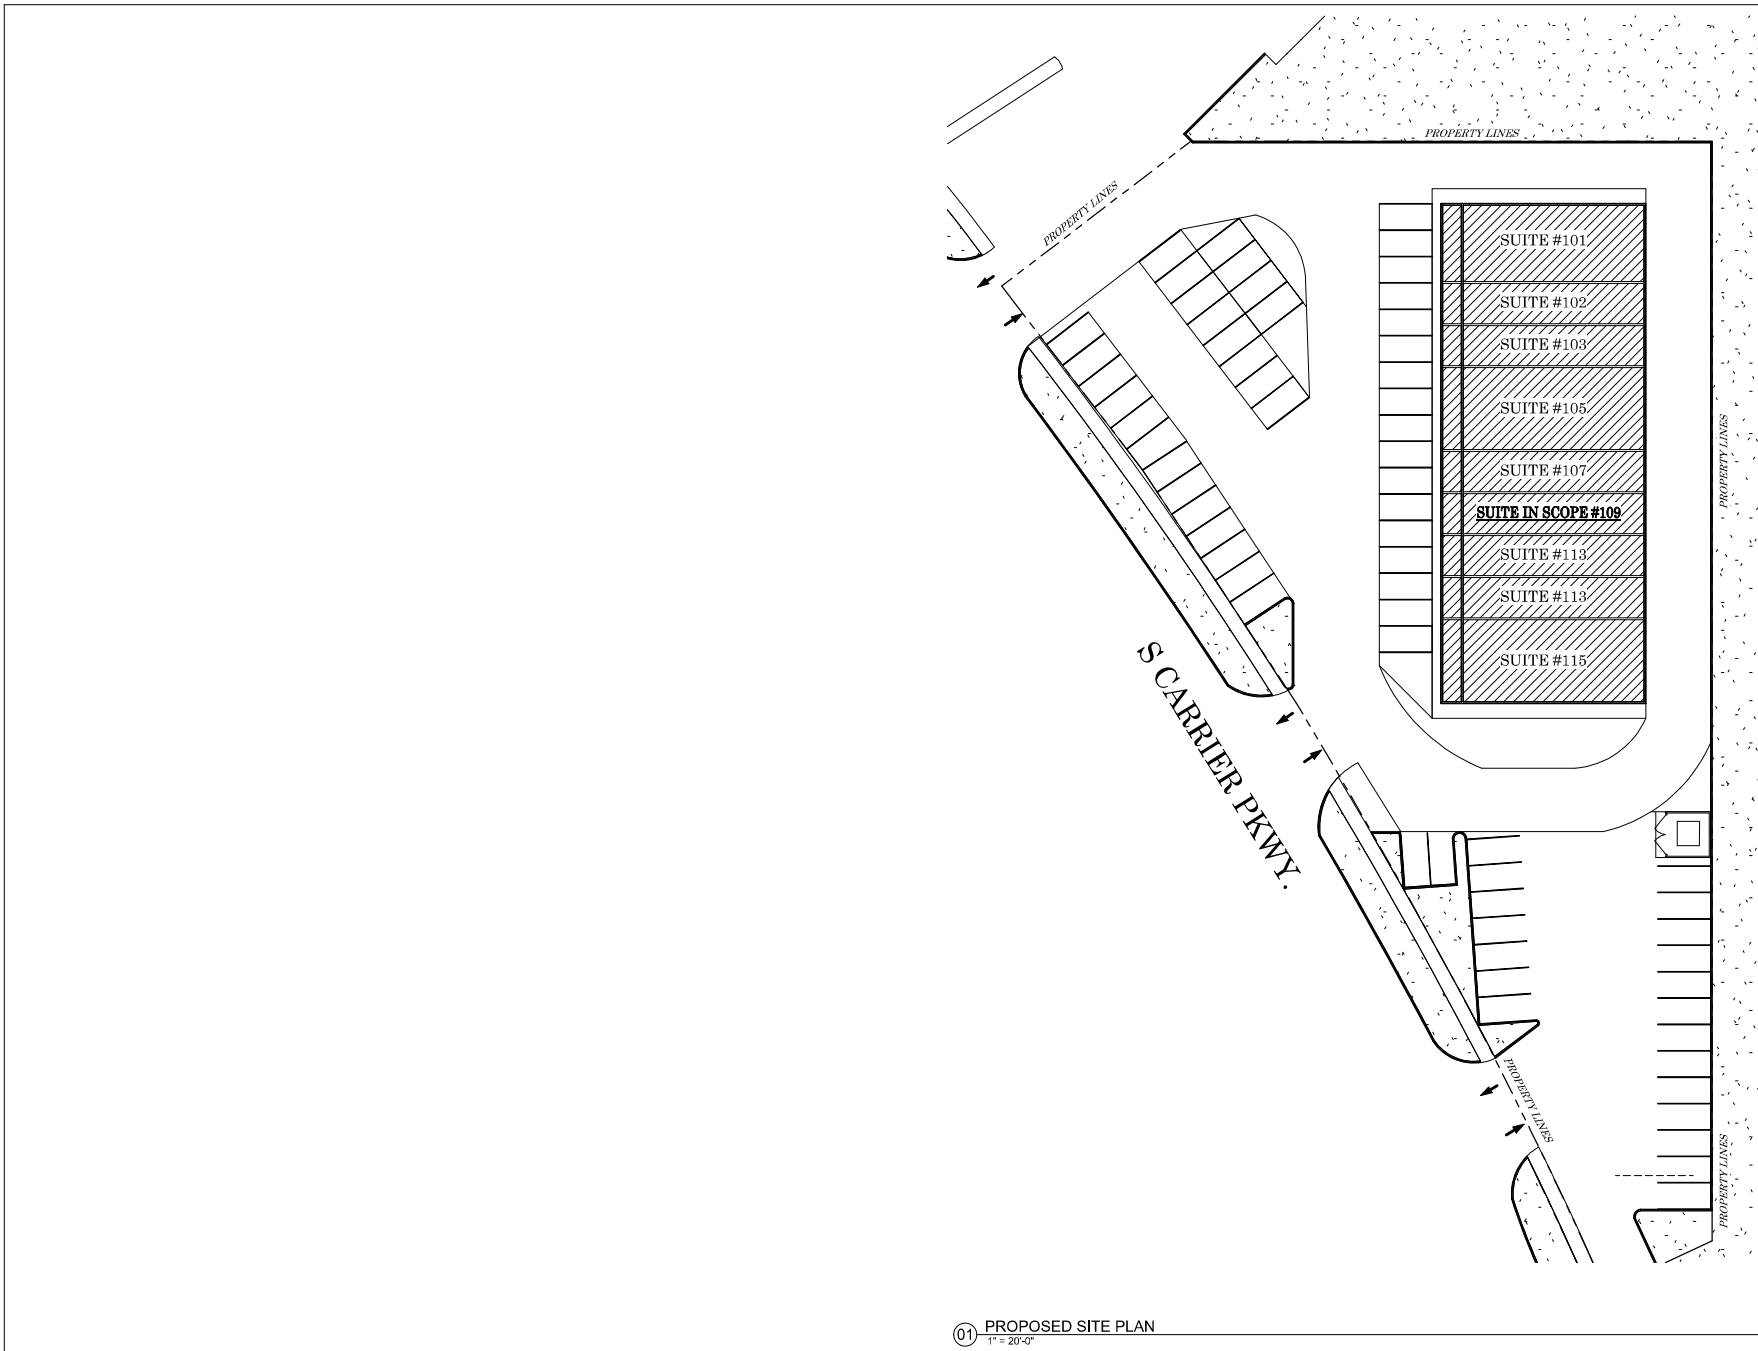 PROPERTY LINES
PROPERTY LINES
SUITE #101
SUITE #102
SUITE #103
SUITE #105
PROPERTY LINES
SUITE #107
SUITE IN SCOPE #109
SUITE #113
SUITE #113
SUITE #115
S CARRIER PKWY.
PROPERTY LINES
PROPERTY LINES
01 PROPOSED SITE PLAN
1" = 20'-0"